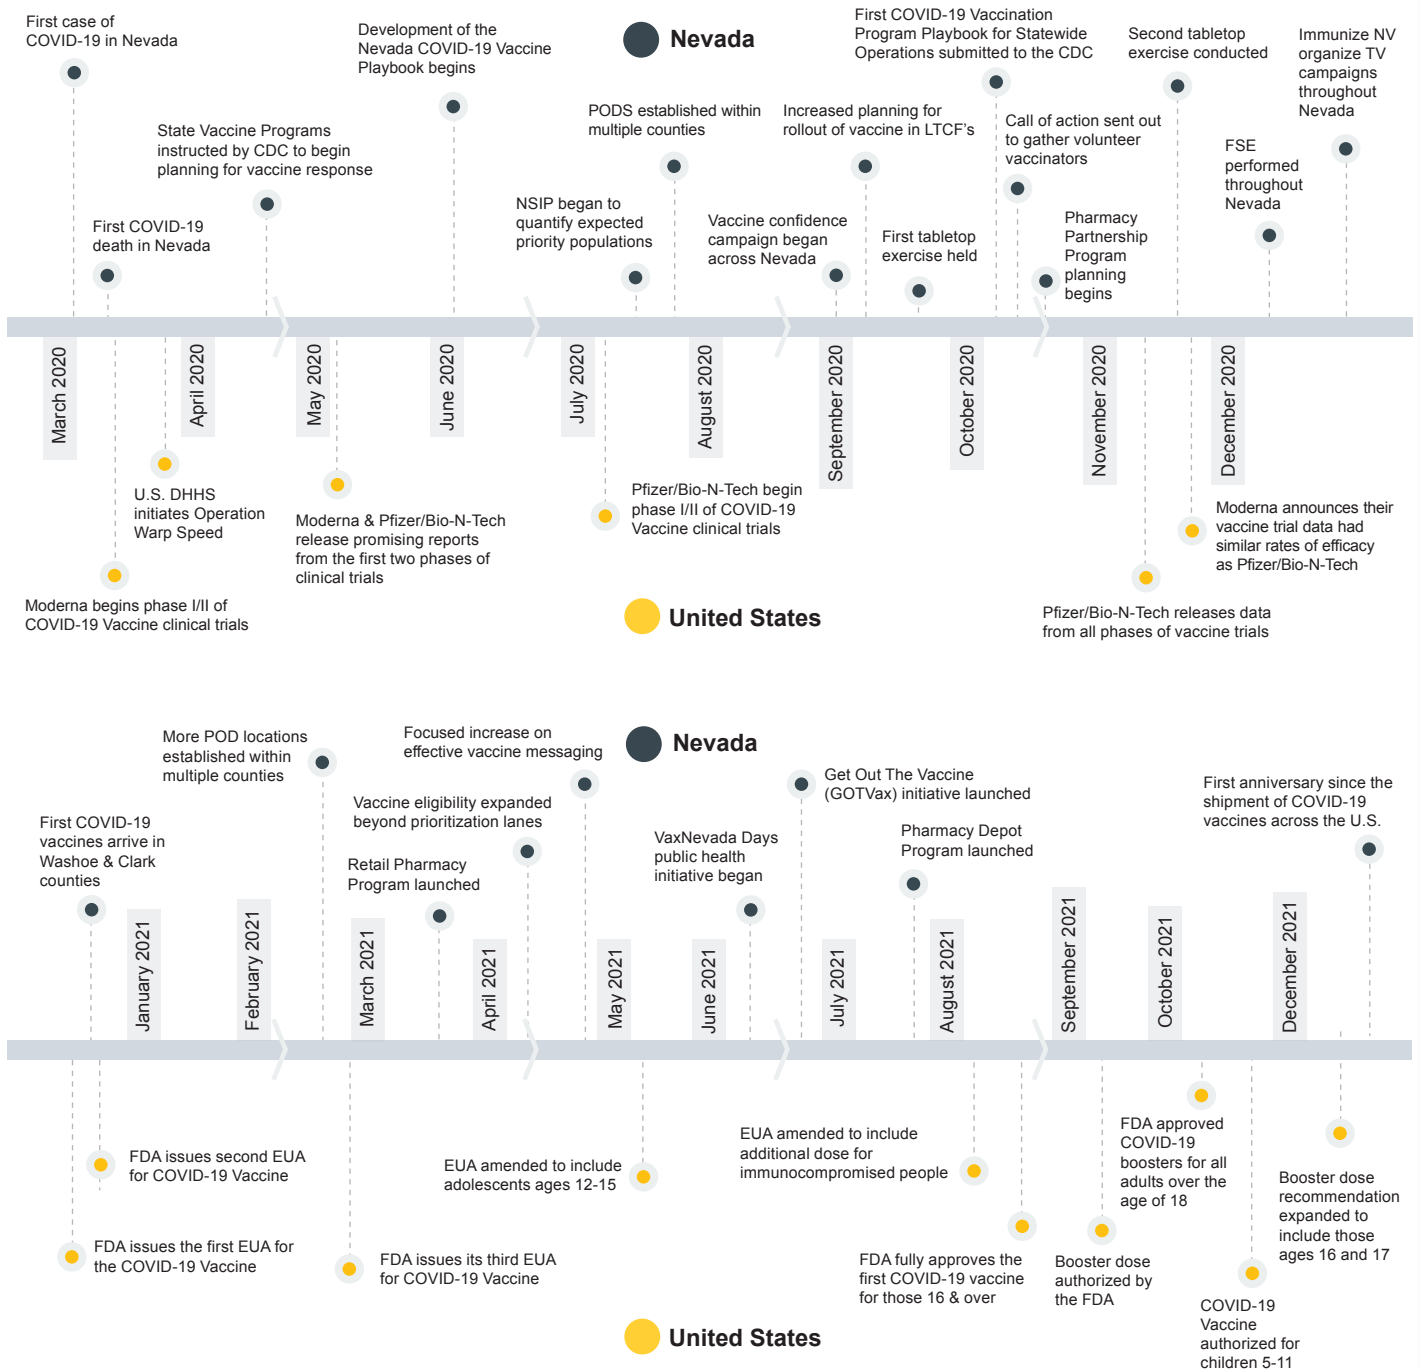 First case of
COVID-19 in Nevada
State Vaccine Programs
instructed by CDC to begin
planning for vaccine response
First COVID-19
death in Nevada
Development of the
Nevada COVID-19 Vaccine
Playbook begins
Nevada
NSIP began to
quantify expected
priority populations
PODS established within
multiple counties
Vaccine confidence
campaign began
across Nevada
Increased planning for
rollout of vaccine in LTCF's
First tabletop
exercise held
First COVID-19 Vaccination
Program Playbook for Statewide
Operations submitted to the CDC
Call of action sent out
to gather volunteer
vaccinators
Pharmacy
Partnership
Program
planning
begins
Second tabletop
exercise conducted
FSE
performed
throughout
Nevada
Immunize NV
organize TV
campaigns
throughout
Nevada
March 2020
April 2020
May 2020
June 2020
July 2020
August 2020
September 2020
October 2020
November 2020
December 2020
U.S. DHHS
initiates Operation
Warp Speed
Moderna begins phase I/II of
COVID-19 Vaccine clinical trials
Moderna & Pfizer/Bio-N-Tech
release promising reports
from the first two phases of
clinical trials
Pfizer/Bio-N-Tech begin
phase I/II of COVID-19
Vaccine clinical trials
United States
Pfizer/Bio-N-Tech releases data
from all phases of vaccine trials
Moderna announces their
vaccine trial data had
similar rates of efficacy
as Pfizer/Bio-N-Tech
First COVID-19
vaccines arrive in
Washoe & Clark
counties
More POD locations
established within
multiple counties
Retail Pharmacy
Program launched
Vaccine eligibility expanded
beyond prioritization lanes
Focused increase on
effective vaccine messaging
Nevada
VaxNevada Days
public health
initiative began
Get Out The Vaccine
(GOTVax) initiative launched
Pharmacy Depot
Program launched
First anniversary since the
shipment of COVID-19
vaccines across the U.S.
January 2021
February 2021
March 2021
April 2021
May 2021
June 2021
July 2021
August 2021
September 2021
October 2021
December 2021
FDA issues second EUA
for COVID-19 Vaccine
FDA issues the first EUA for
the COVID-19 Vaccine
FDA issues its third EUA
for COVID-19 Vaccine
EUA amended to include
adolescents ages 12-15
EUA amended to include
additional dose for
immunocompromised people
FDA fully approves the
first COVID-19 vaccine
for those 16 & over
Booster dose
authorized by
the FDA
FDA approved
COVID-19
boosters for all
adults over the
age of 18
COVID-19
Vaccine
authorized for
children 5-11
Booster dose
recommendation
expanded to
include those
ages 16 and 17
United States